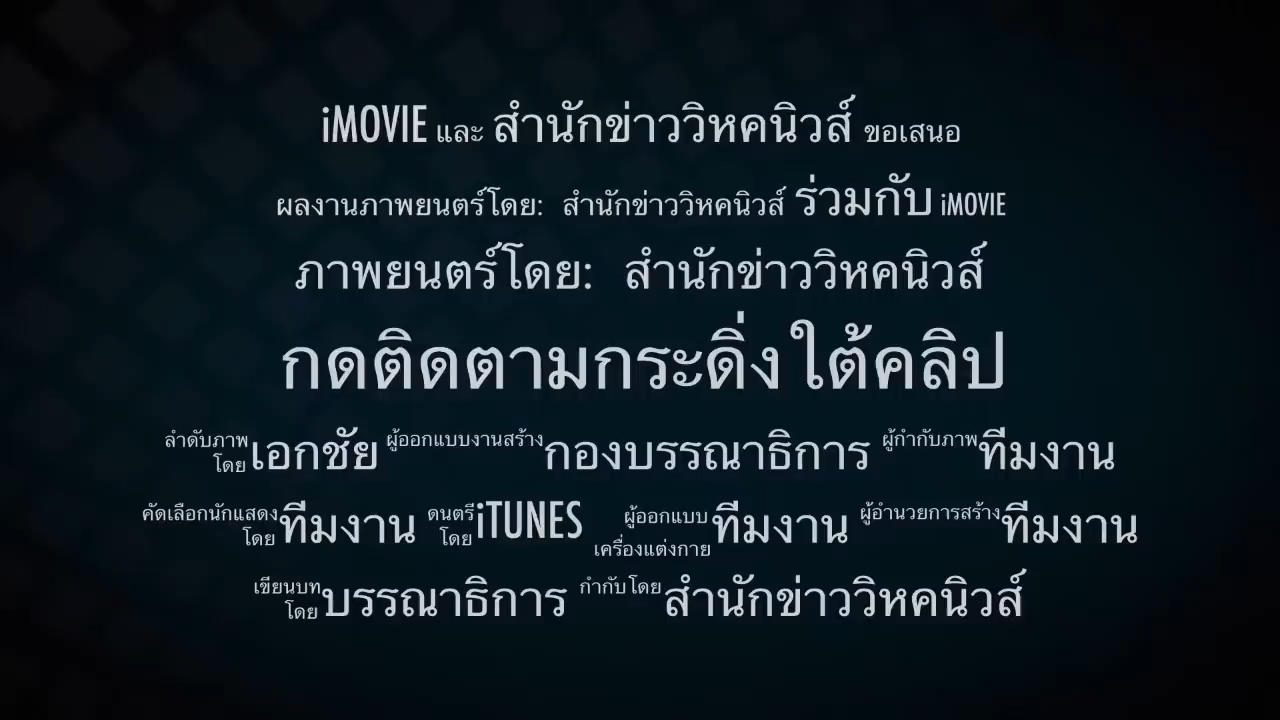 iMOVIE และ สำนักข่าววิหคนิวส์ ขอเสนอ
ผลงานภาพยนตร์โดย: สำนักข่าววิหคนิวส์ ร่วมกับ iMOVIE
ภาพยนตร์โดย: สำนักข่าววิหคนิวส์
กดติดตามกระดิ่งใต้คลิป
ลำดับภาพโดย เอกชัย ผู้ออกแบบงานสร้าง กองบรรณาธิการ ผู้กำกับภาพ ทีมงาน
คัดเลือกนักแสดงโดย ทีมงาน ดนตรีโดย iTUNES ผู้ออกแบบเครื่องแต่งกาย ทีมงาน ผู้อำนวยการสร้าง ทีมงาน
เขียนบทโดย บรรณาธิการ กำกับโดย สำนักข่าววิหคนิวส์